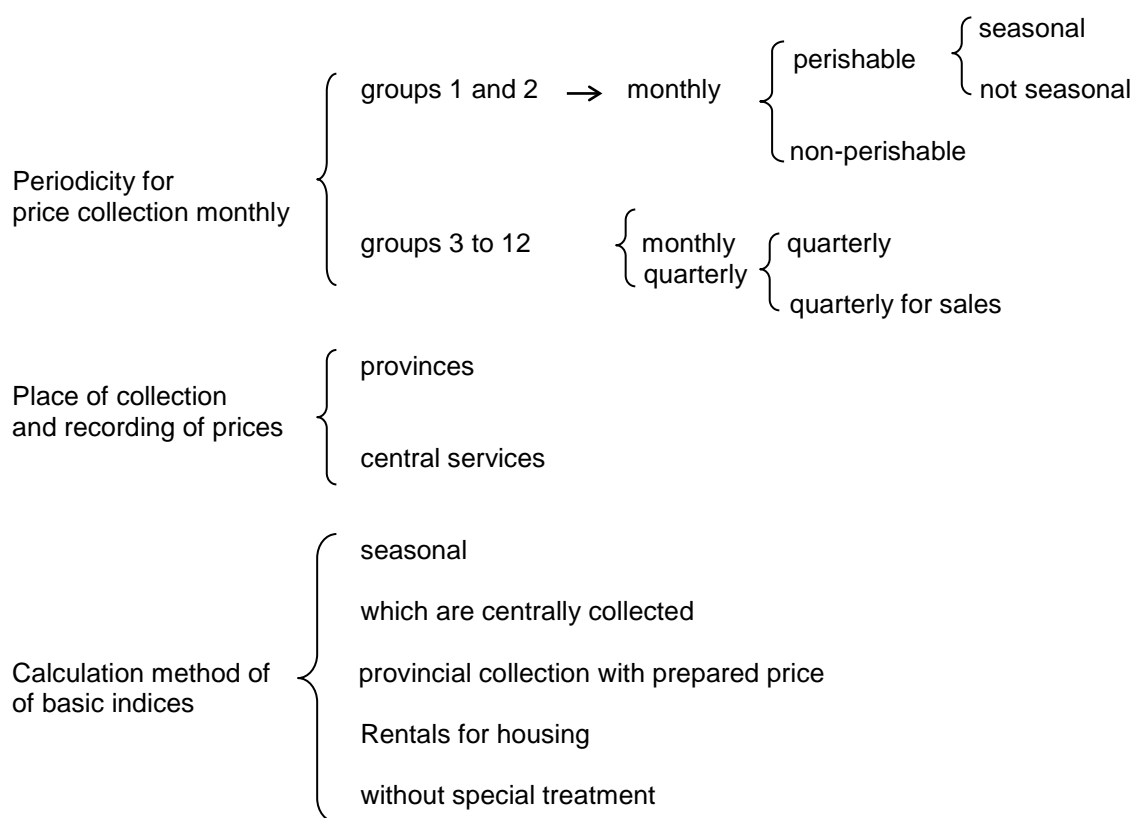 seasonal
perishable
groups 1 and 2 → monthly
not seasonal
non-perishable
Periodicity for
price collection monthly
groups 3 to 12
monthly
quarterly
quarterly
quarterly for sales
provinces
Place of collection
and recording of prices
central services
seasonal
which are centrally collected
Calculation method of
of basic indices
provincial collection with prepared price
Rentals for housing
without special treatment